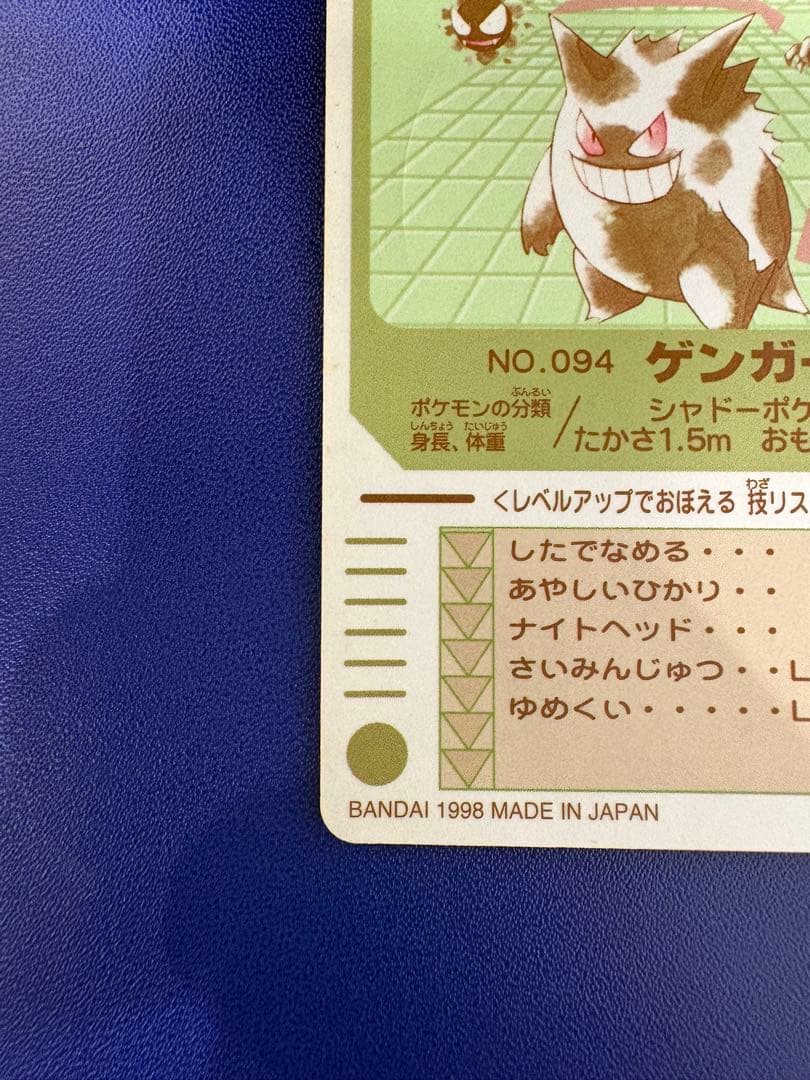 NO.094 ゲンガー
ぶんるい
ポケモンの分類 シャドーポケ
しんちょう たいじゅう
身長、体重 たかさ1.5m おも
<レベルアップでおぼえる 技リス
わざ
したでなめる・・・
あやしいひかり・・
ナイトヘッド・・・
さいみんじゅつ・・L
ゆめくい・・・・・L
BANDAI 1998 MADE IN JAPAN